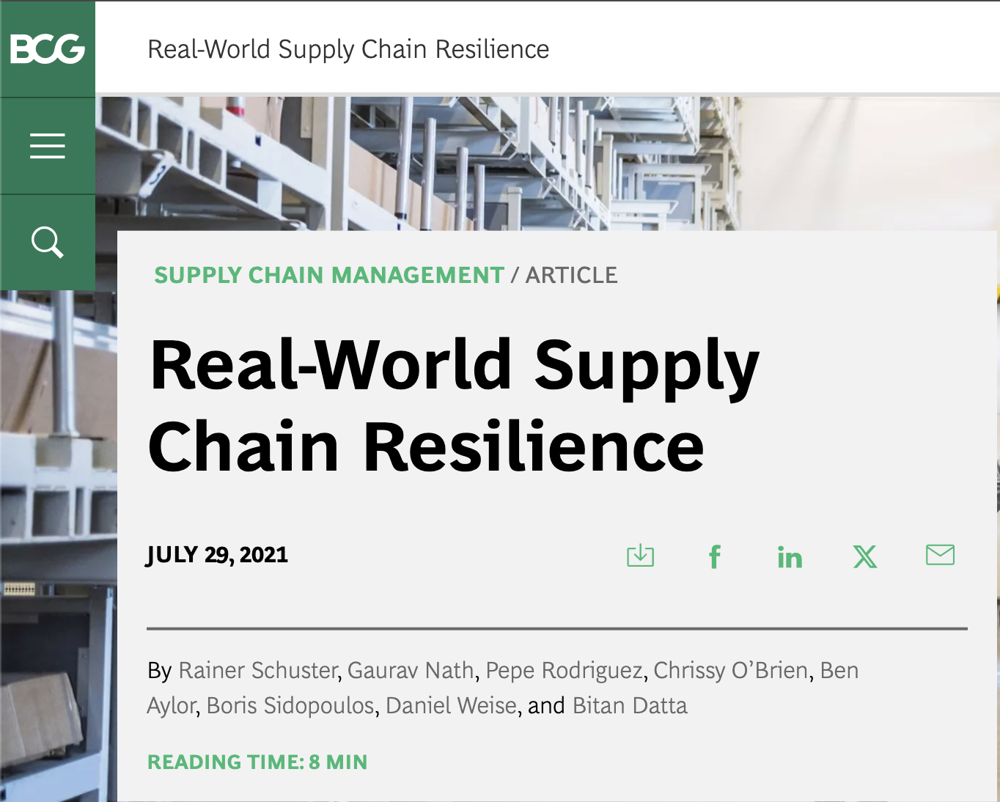 BCG
Real-World Supply Chain Resilience
SUPPLY CHAIN MANAGEMENT / ARTICLE
Real-World Supply
Chain Resilience
JULY 29, 2021
By Rainer Schuster, Gaurav Nath, Pepe Rodriguez, Chrissy O’Brien, Ben
Aylor, Boris Sidopoulos, Daniel Weise, and Bitan Datta
READING TIME: 8 MIN